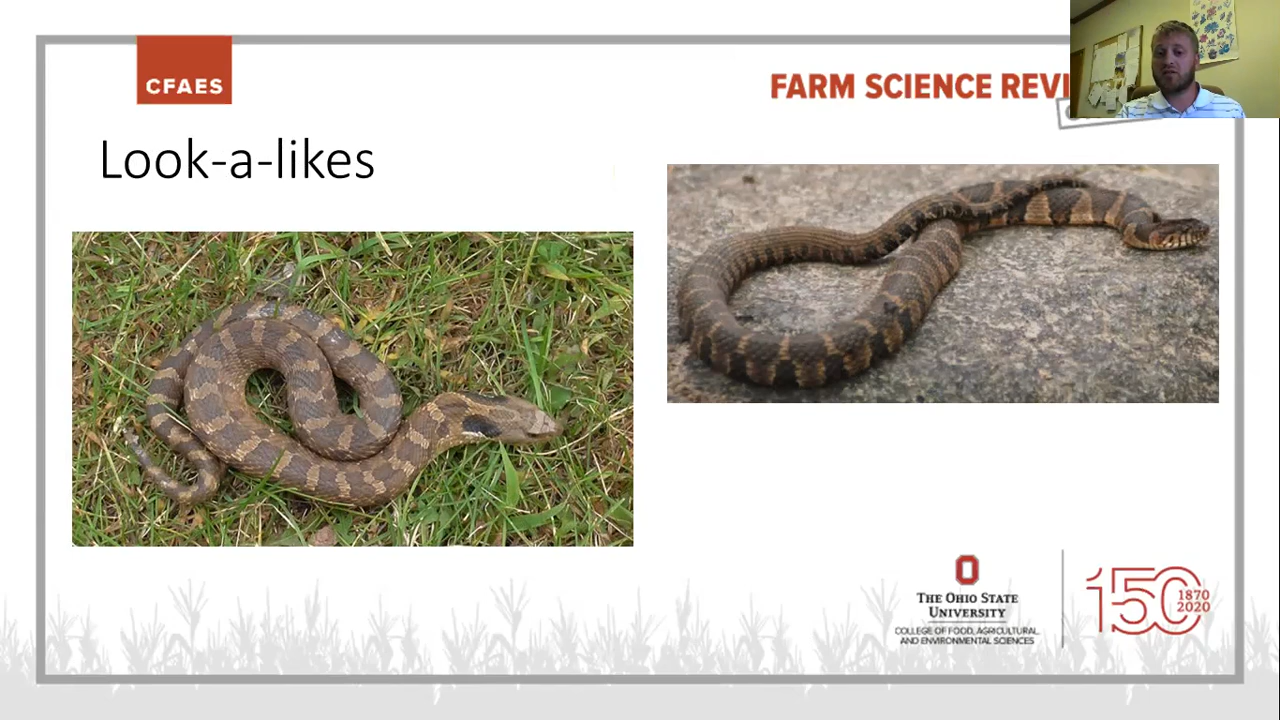 CFAES
FARM SCIENCE REVI
Look-a-likes
THE OHIO STATE
UNIVERSITY
COLLEGE OF FOOD, AGRICULTURAL,
AND ENVIRONMENTAL SCIENCES
150
1870
2020